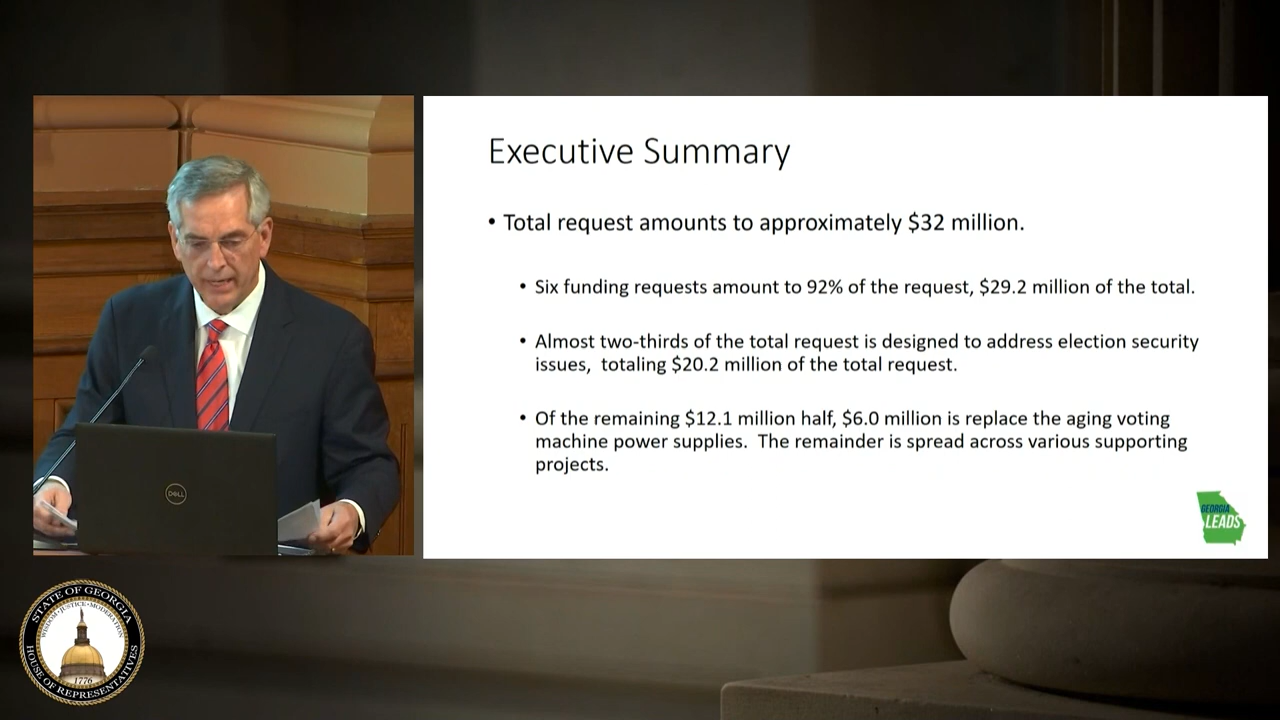 Executive Summary
• Total request amounts to approximately $32 million.
• Six funding requests amount to 92% of the request, $29.2 million of the total.
• Almost two-thirds of the total request is designed to address election security
issues,  totaling $20.2 million of the total request.
• Of the remaining $12.1 million half, $6.0 million is replace the aging voting
machine power supplies.  The remainder is spread across various supporting
projects.
GEORGIA
LEADS
DELL
STATE OF GEORGIA
WISDOM • JUSTICE • MODERATION
1776
HOUSE OF REPRESENTATIVES